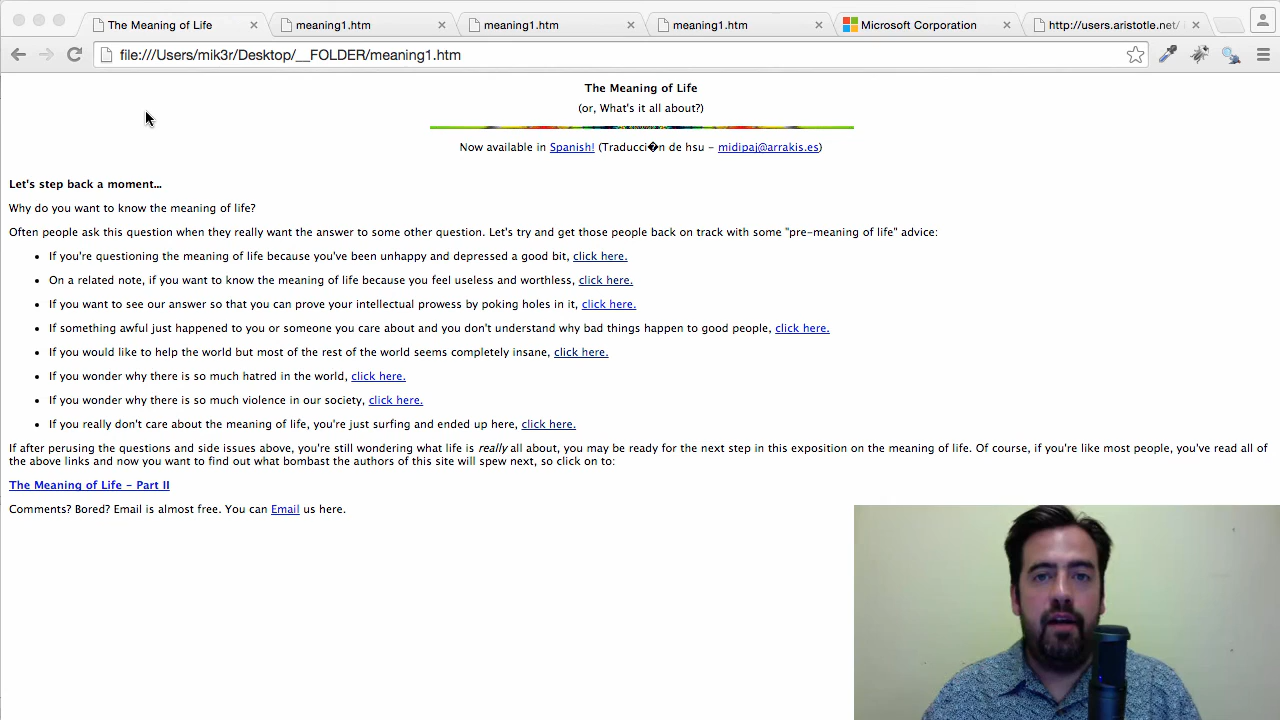 The Meaning of Life
meaning1.htm
meaning1.htm
meaning1.htm
Microsoft Corporation
http://users.aristotle.net/
file:///Users/mik3r/Desktop/__FOLDER/meaning1.htm
The Meaning of Life
(or, What's it all about?)
Now available in Spanish! (Traducci�n de hsu - midipaj@arrakis.es)
Let's step back a moment...
Why do you want to know the meaning of life?
Often people ask this question when they really want the answer to some other question. Let's try and get those people back on track with some "pre-meaning of life" advice:
• If you're questioning the meaning of life because you've been unhappy and depressed a good bit, click here.
• On a related note, if you want to know the meaning of life because you feel useless and worthless, click here.
• If you want to see our answer so that you can prove your intellectual prowess by poking holes in it, click here.
• If something awful just happened to you or someone you care about and you don't understand why bad things happen to good people, click here.
• If you would like to help the world but most of the rest of the world seems completely insane, click here.
• If you wonder why there is so much hatred in the world, click here.
• If you wonder why there is so much violence in our society, click here.
• If you really don't care about the meaning of life, you're just surfing and ended up here, click here.
If after perusing the questions and side issues above, you're still wondering what life is really all about, you may be ready for the next step in this exposition on the meaning of life. Of course, if you're like most people, you've read all of
the above links and now you want to find out what bombast the authors of this site will spew next, so click on to:
The Meaning of Life - Part II
Comments? Bored? Email is almost free. You can Email us here.